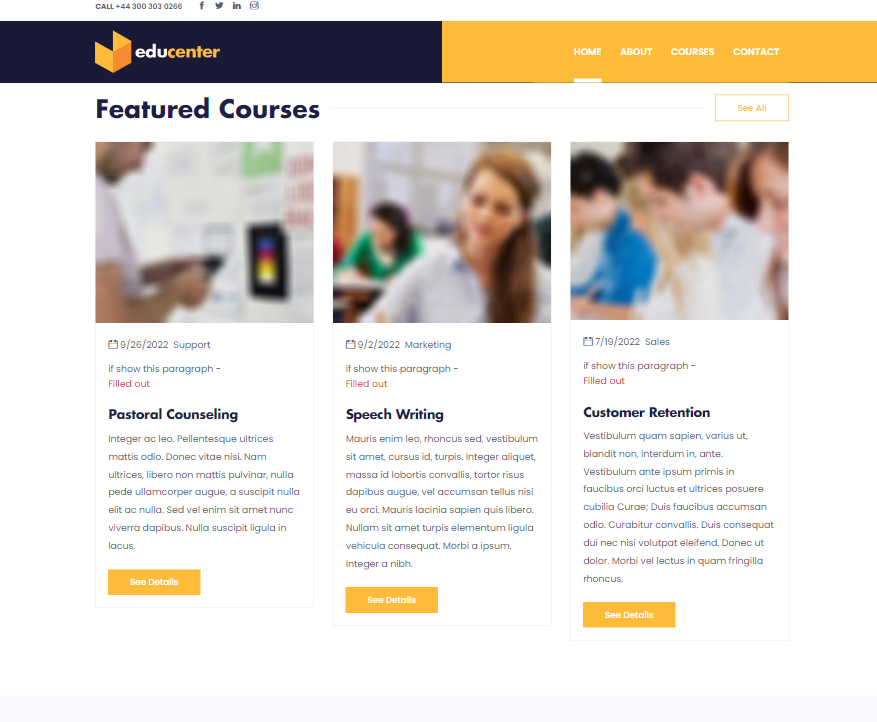 CALL +44 300 303 0266
educenter
HOME ABOUT COURSES CONTACT
Featured Courses
See All
9/26/2022 Support
if show this paragraph -
Filled out
Pastoral Counseling
Integer ac leo. Pellentesque ultrices
mattis odio. Donec vitae nisi. Nam
ultrices, libero non mattis pulvinar, nulla
pede ullamcorper augue, a suscipit nulla
elit ac nulla. Sed vel enim sit amet nunc
viverra dapibus. Nulla suscipit ligula in
lacus.
See Details
9/2/2022 Marketing
if show this paragraph -
Filled out
Speech Writing
Mauris enim leo, rhoncus sed, vestibulum
sit amet, cursus id, turpis. Integer aliquet,
massa id lobortis convallis, tortor risus
dapibus augue, vel accumsan tellus nisi
eu orci. Mauris lacinia sapien quis libero.
Nullam sit amet turpis elementum ligula
vehicula consequat. Morbi a ipsum.
Integer a nibh.
See Details
7/19/2022 Sales
if show this paragraph -
Filled out
Customer Retention
Vestibulum quam sapien, varius ut,
blandit non, interdum in, ante.
Vestibulum ante ipsum primis in
faucibus orci luctus et ultrices posuere
cubilia Curae; Duis faucibus accumsan
odio. Curabitur convallis. Duis consequat
dui nec nisi volutpat eleifend. Donec ut
dolor. Morbi vel lectus in quam fringilla
rhoncus.
See Details